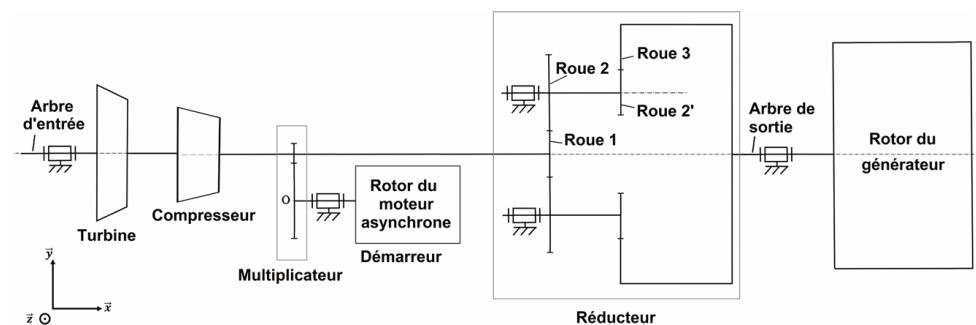 Arbre
d'entrée
Turbine
Compresseur
O
Multiplicateur
Rotor du
moteur
asynchrone
Démarreur
Roue 2
Roue 3
Roue 2'
Roue 1
Réducteur
Arbre de
sortie
Rotor du
générateur
y
x
z